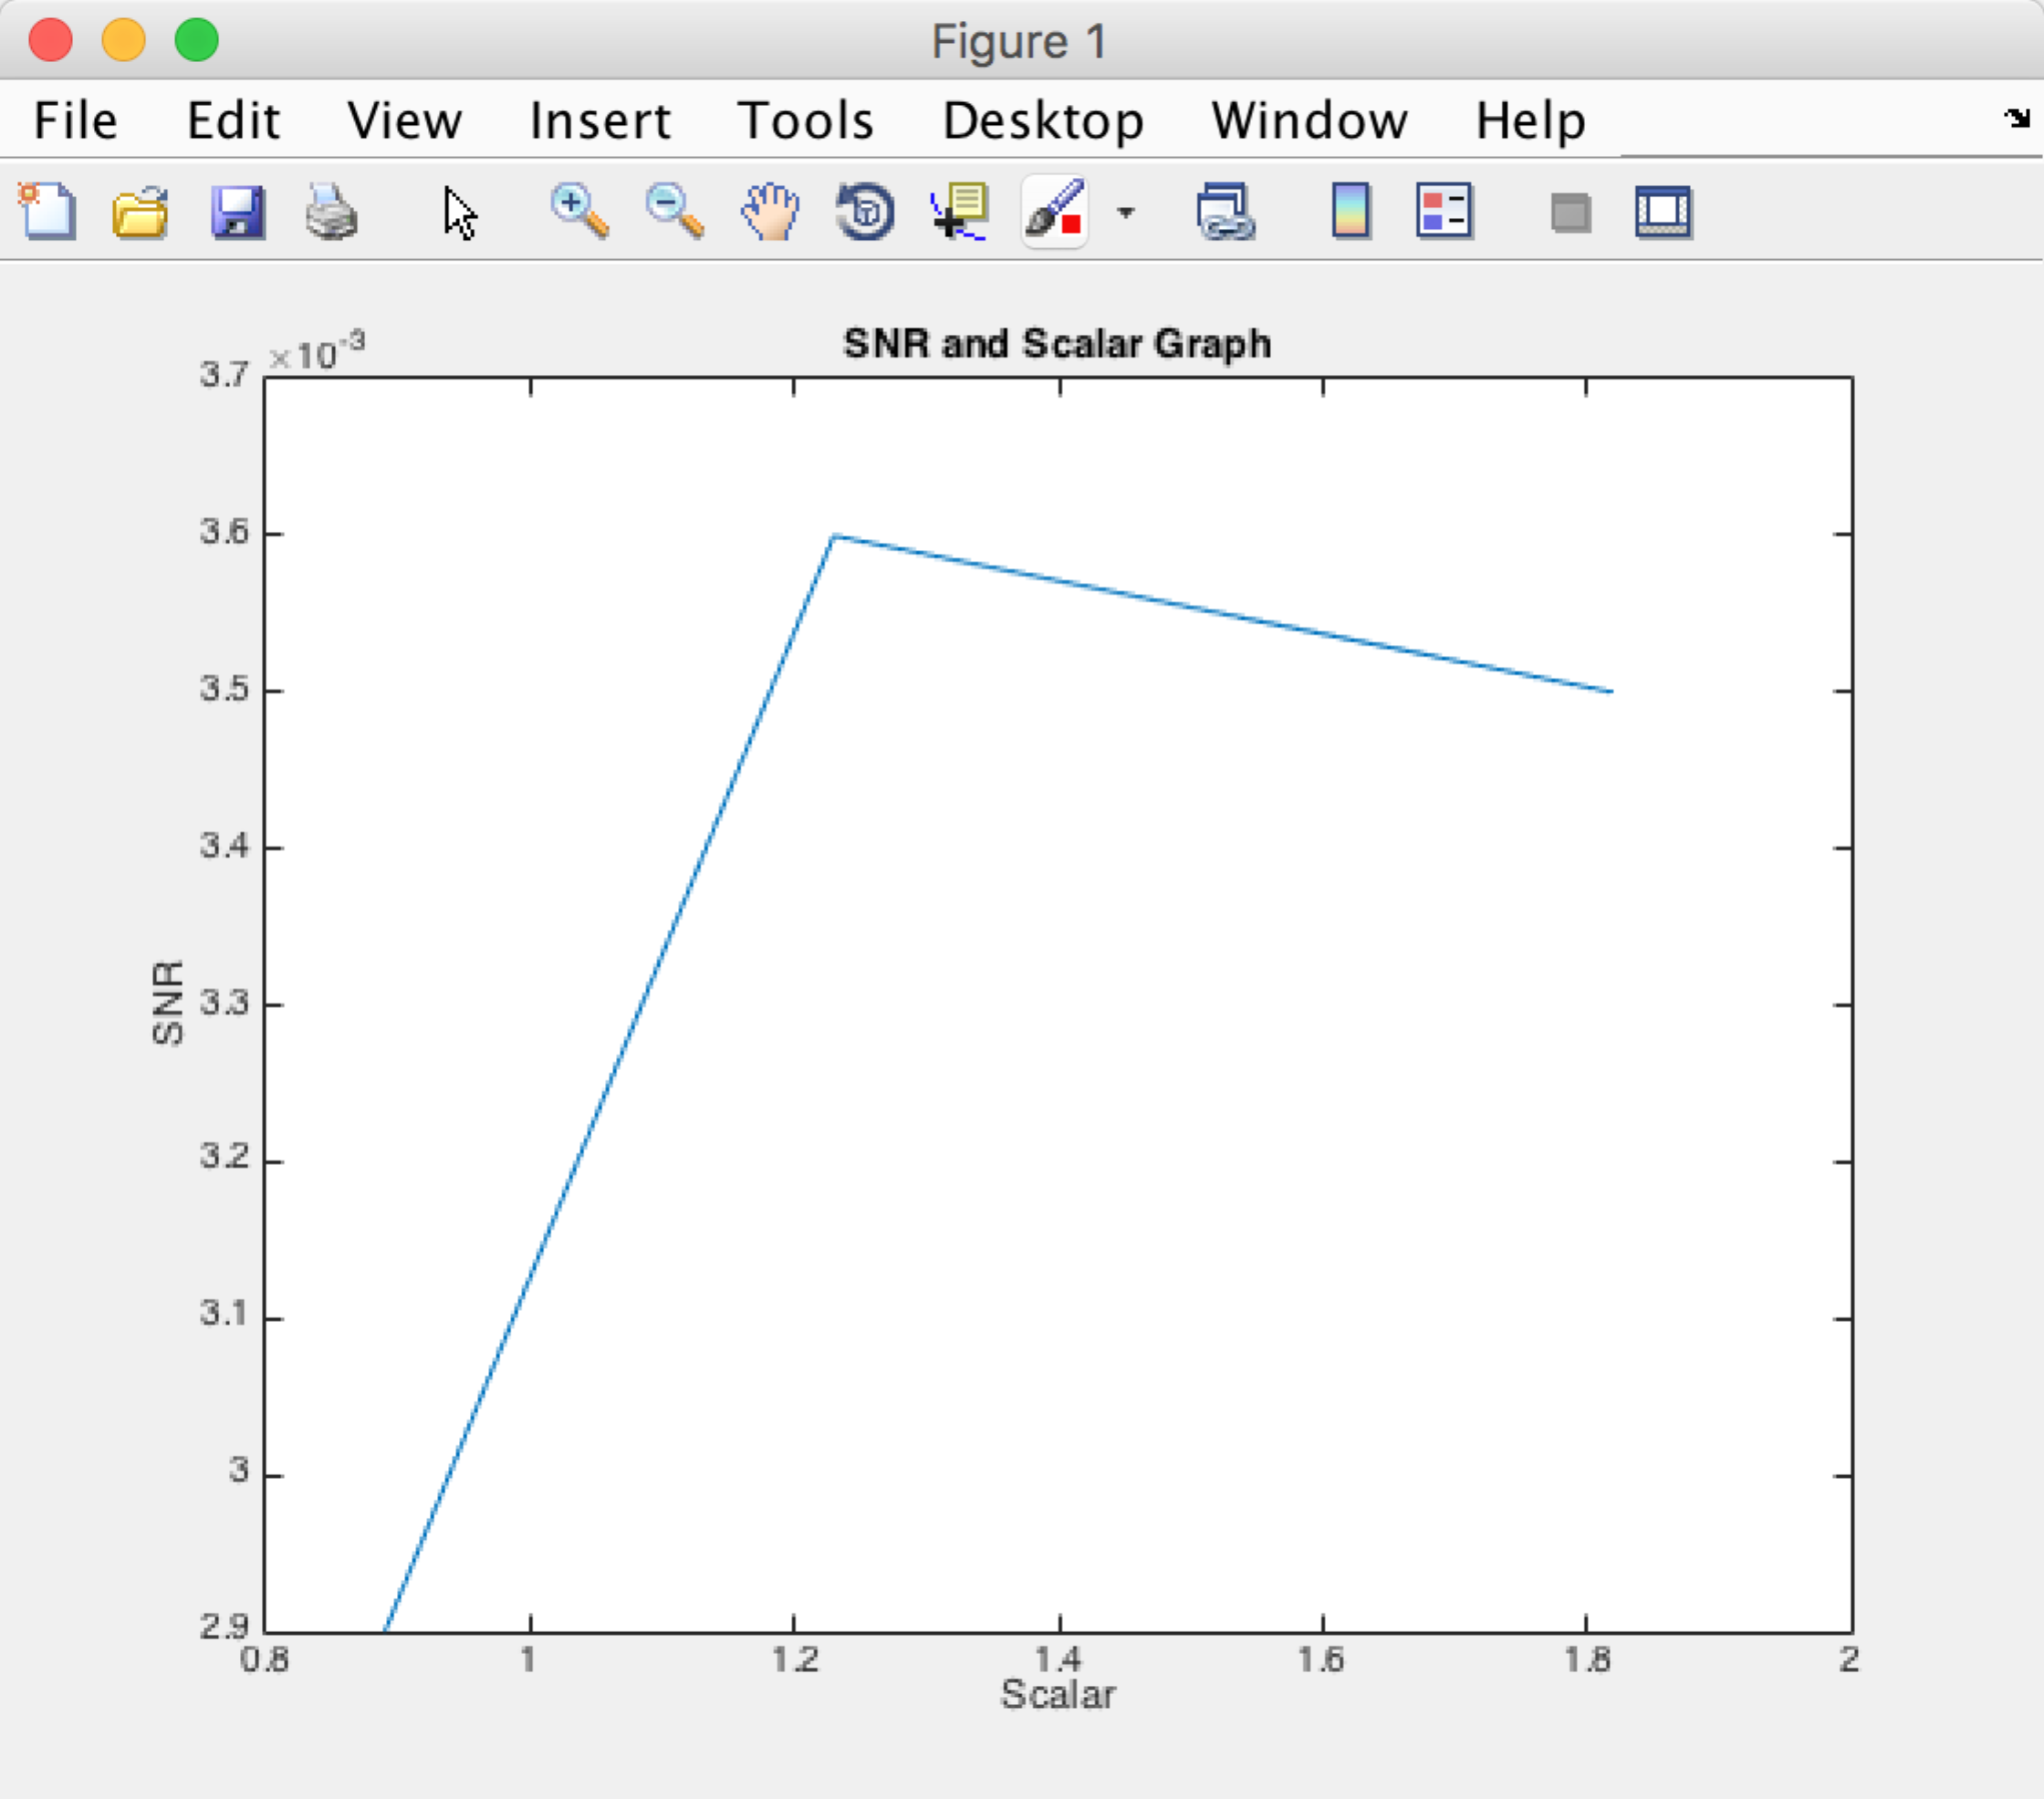 Figure 1
File Edit View Insert Tools Desktop Window Help
SNR and Scalar Graph
×10⁻³
3.7
3.6
3.5
3.4
3.3
3.2
3.1
3
2.9
SNR
0.8 1 1.2 1.4 1.6 1.8 2
Scalar